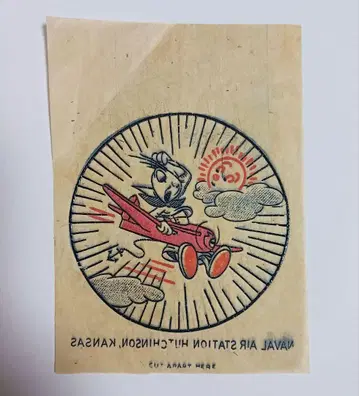 NAVAL AIR STATION HUTCHINSON, KANSAS